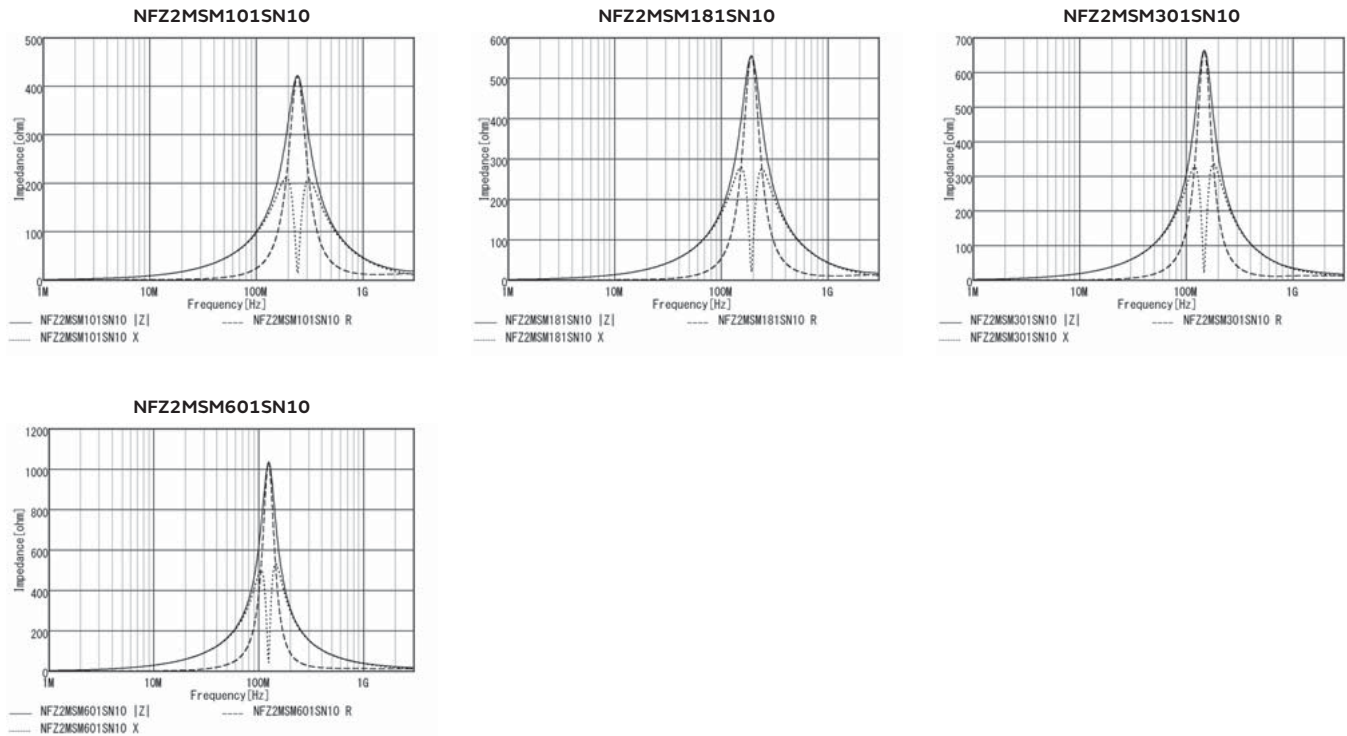 NFZ2MSM101SN10
500
400
300
200
100
0
Impedance[ohm]
1M 10M 100M 1G
Frequency[Hz]
NFZ2MSM101SN10 |Z| NFZ2MSM101SN10 R
NFZ2MSM101SN10 X
NFZ2MSM181SN10
600
500
400
300
200
100
0
Impedance[ohm]
1M 10M 100M 1G
Frequency[Hz]
NFZ2MSM181SN10 |Z| NFZ2MSM181SN10 R
NFZ2MSM181SN10 X
NFZ2MSM301SN10
700
600
500
400
300
200
100
0
Impedance[ohm]
1M 10M 100M 1G
Frequency[Hz]
NFZ2MSM301SN10 |Z| NFZ2MSM301SN10 R
NFZ2MSM301SN10 X
NFZ2MSM601SN10
1200
1000
800
600
400
200
0
Impedance[ohm]
1M 10M 100M 1G
Frequency[Hz]
NFZ2MSM601SN10 |Z| NFZ2MSM601SN10 R
NFZ2MSM601SN10 X